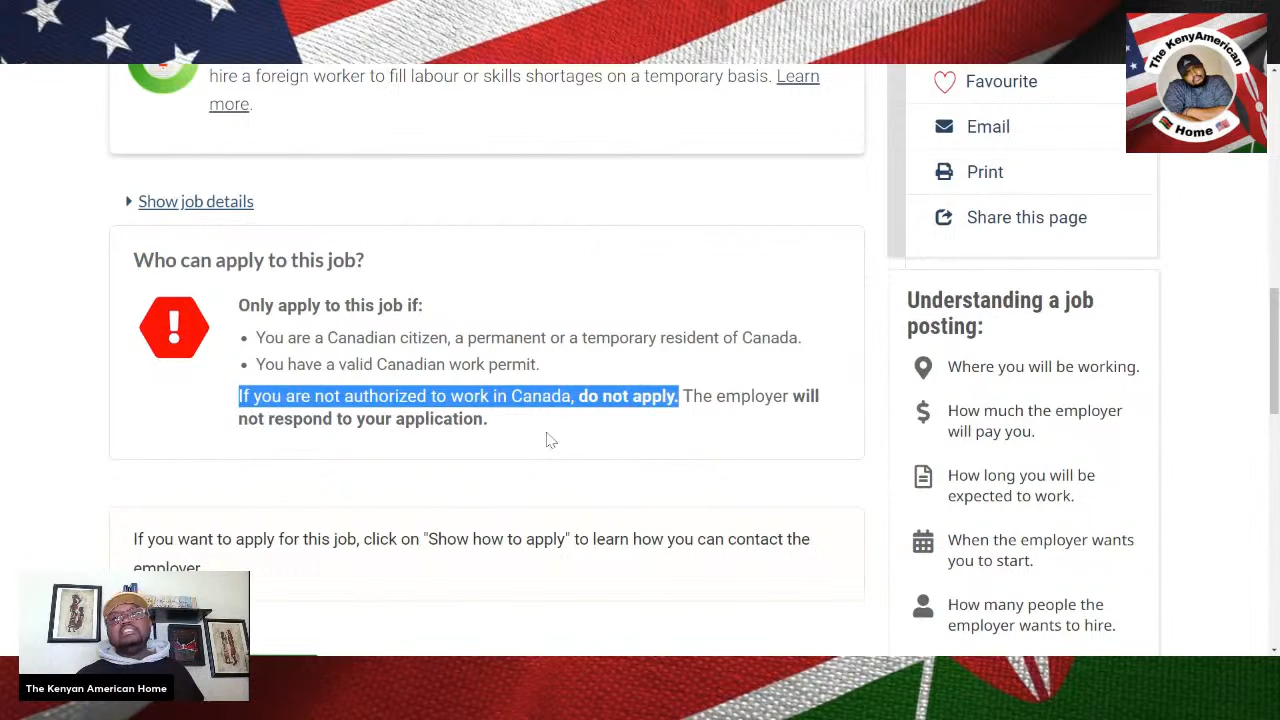 The KenyAmerican
Home
hire a foreign worker to fill labour or skills shortages on a temporary basis. Learn
more.
Show job details
Who can apply to this job?
Only apply to this job if:
• You are a Canadian citizen, a permanent or a temporary resident of Canada.
• You have a valid Canadian work permit.
If you are not authorized to work in Canada, do not apply. The employer will
not respond to your application.
If you want to apply for this job, click on "Show how to apply" to learn how you can contact the
employer
Favourite
Email
Print
Share this page
Understanding a job
posting:
Where you will be working.
How much the employer
will pay you.
How long you will be
expected to work.
When the employer wants
you to start.
How many people the
employer wants to hire.
The Kenyan American Home